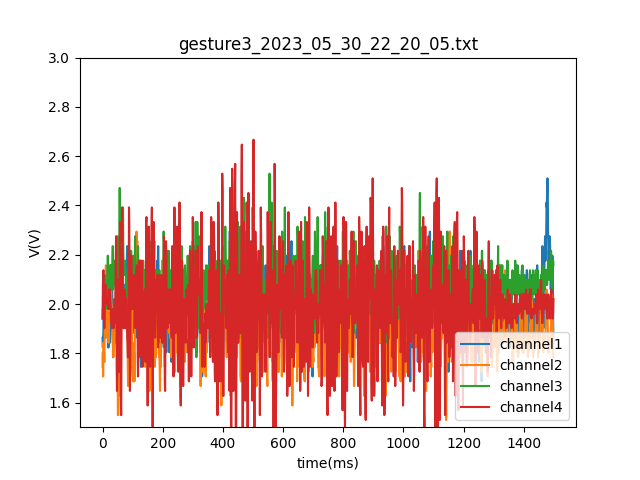 gesture3_2023_05_30_22_20_05.txt
3.0
2.8
2.6
2.4
2.2
2.0
1.8
1.6
V(V)
channel1
channel2
channel3
channel4
0 200 400 600 800 1000 1200 1400
time(ms)